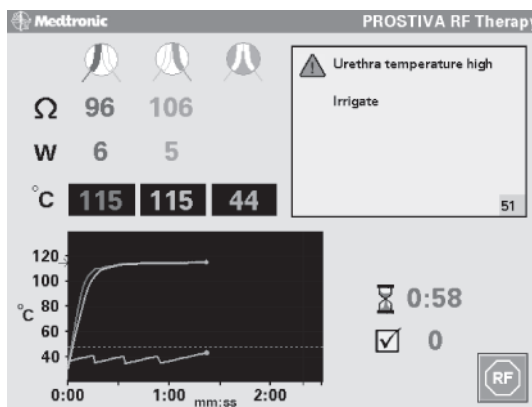 Medtronic
PROSTIVA RF Therapy
Urethra temperature high
Irrigate
51
Ω 96 106
W 6 5
°C 115 115 44
120
100
°C 80
60
40
0:00 1:00 2:00
mm:ss
0:58
0
RF